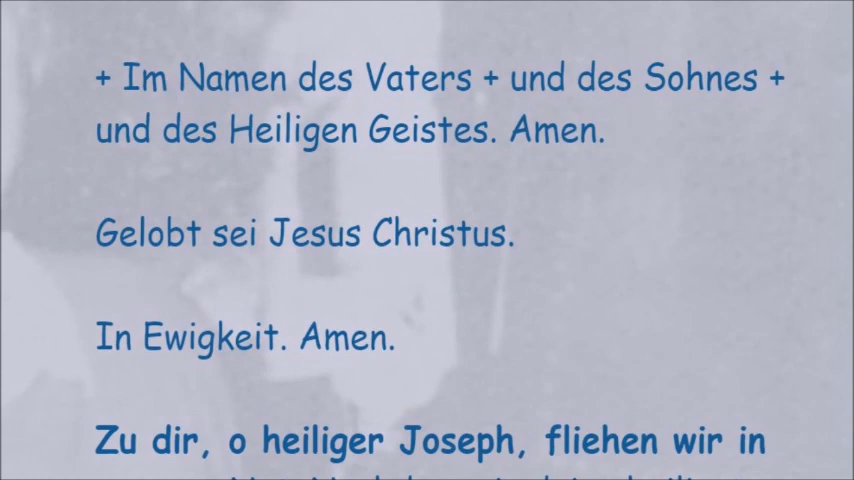 + Im Namen des Vaters + und des Sohnes +
und des Heiligen Geistes. Amen.
Gelobt sei Jesus Christus.
In Ewigkeit. Amen.
Zu dir, o heiliger Joseph, fliehen wir in